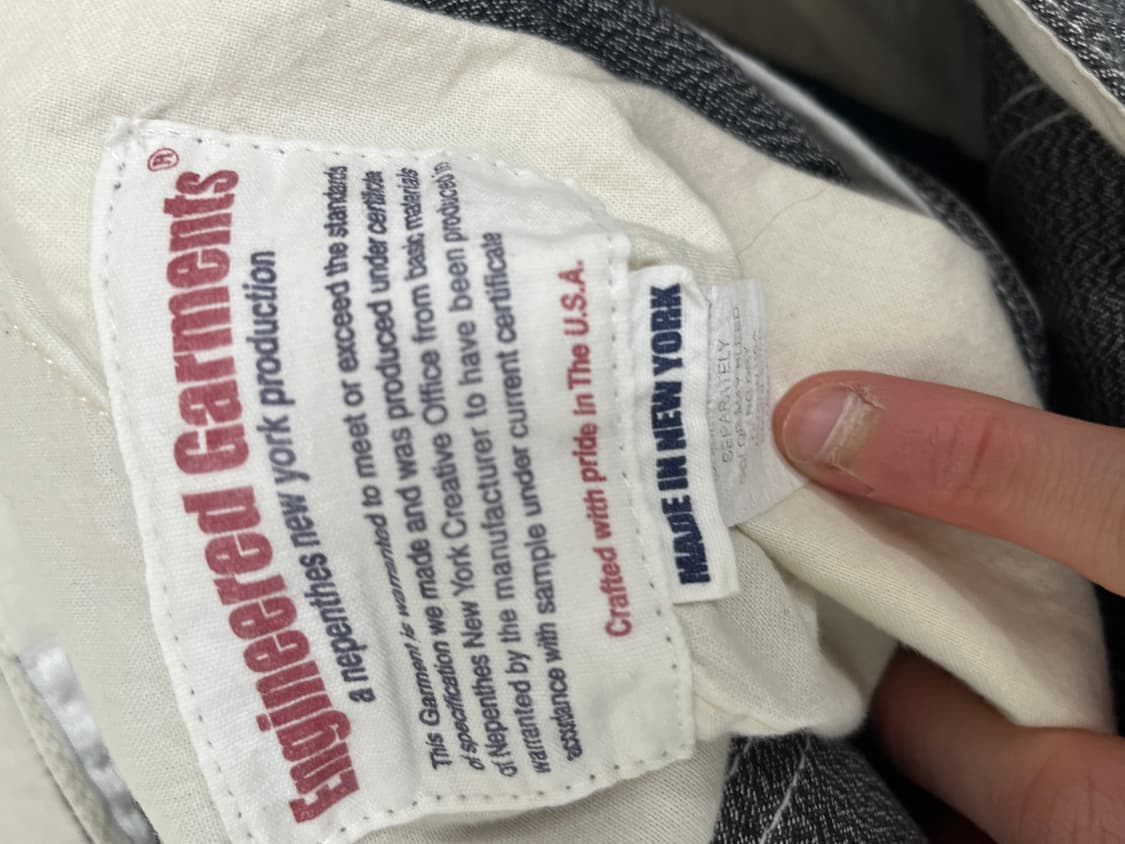 Engineered Garments®
a nepenthes new york production
This Garment is warranted to meet or exceed the standards
of specification we made and was produced under certificate
of Nepenthes New York Creative Office from basic materials
warranted by the manufacturer to have been produced in
accordance with sample under current certificate
Crafted with pride in The U.S.A.
MADE IN NEW YORK
SEPARATELY